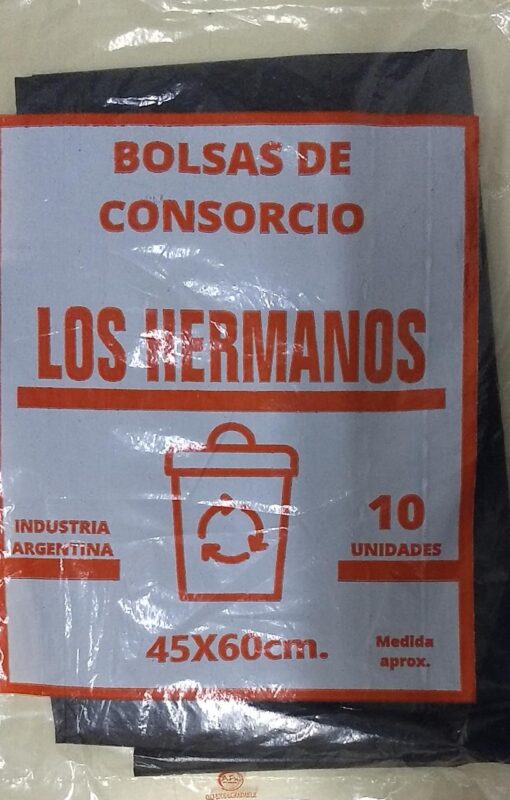 BOLSAS DE
CONSORCIO
LOS HERMANOS
INDUSTRIA
ARGENTINA
10
UNIDADES
45X60cm.
Medida
aprox.